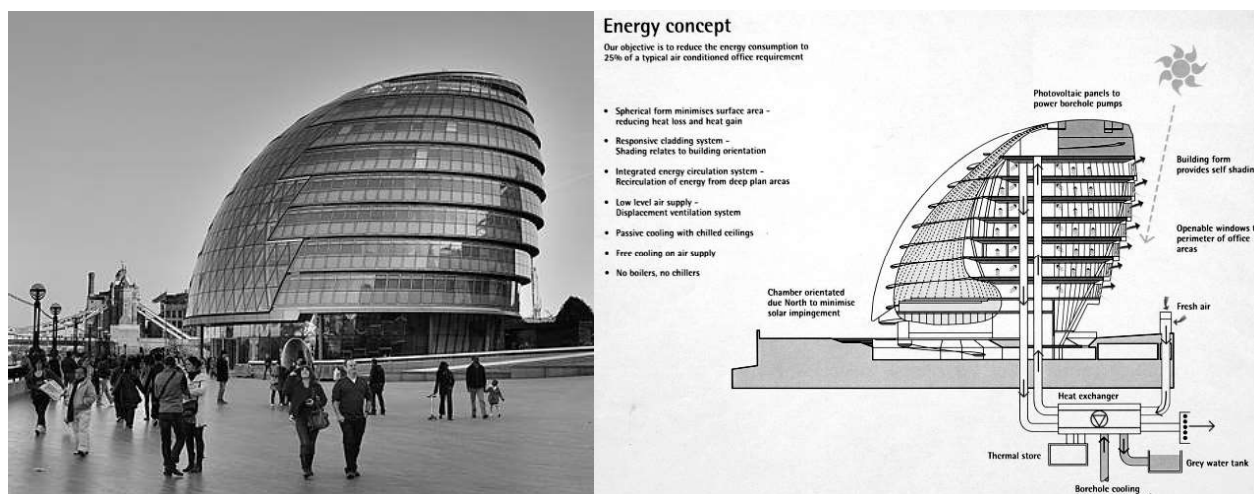 Energy concept
Our objective is to reduce the energy consumption to
25% of a typical air conditioned office requirement
• Spherical form minimises surface area -
reducing heat loss and heat gain
• Responsive cladding system -
Shading relates to building orientation
• Integrated energy circulation system -
Recirculation of energy from deep plan areas
• Low level air supply -
Displacement ventilation system
• Passive cooling with chilled ceilings
• Free cooling on air supply
• No boilers, no chillers
Photovoltaic panels to
power borehole pumps
Building form
provides self shadin
Openable windows t
perimeter of office
areas
Chamber orientated
due North to minimise
solar impingement
Fresh air
Heat exchanger
Thermal store
Grey water tank
Borehole cooling